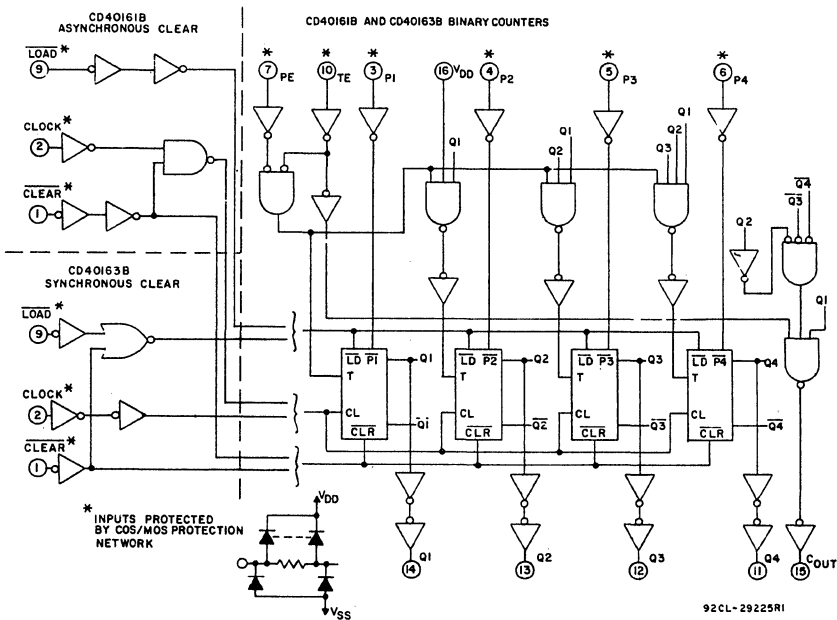 CD40161B
ASYNCHRONOUS CLEAR
CD40161B AND CD40163B BINARY COUNTERS
LOAD *
9
CLOCK *
2
CLEAR *
1
CD40163B
SYNCHRONOUS CLEAR
LOAD *
9
CLOCK *
2
CLEAR *
1
* 7 PE
* 10 TE
* 3 P1
16 VDD
* 4 P2
* 5 P3
* 6 P4
Q1
Q2 Q1
Q3 Q2 Q1
Q2 Q3 Q4
Q1
LD P1 Q1
T
CL Q1
CLR
LD P2 Q2
T
CL Q2
CLR
LD P3 Q3
T
CL Q3
CLR
LD P4 Q4
T
CL Q4
CLR
Q1
14
Q2
13
Q3
12
Q4
11
COUT
15
* INPUTS PROTECTED
BY COS/MOS PROTECTION
NETWORK
VDD
VSS
92CL-29225R1